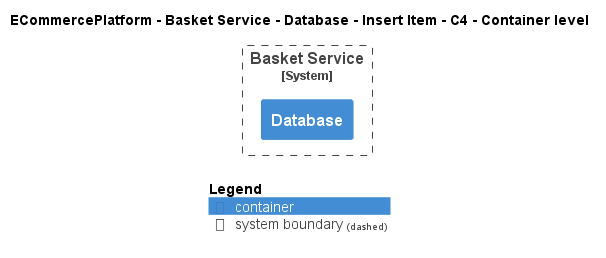 ECommercePlatform - Basket Service - Database - Insert Item - C4 - Container level
Basket Service
[System]
Database
Legend
container
system boundary (dashed)